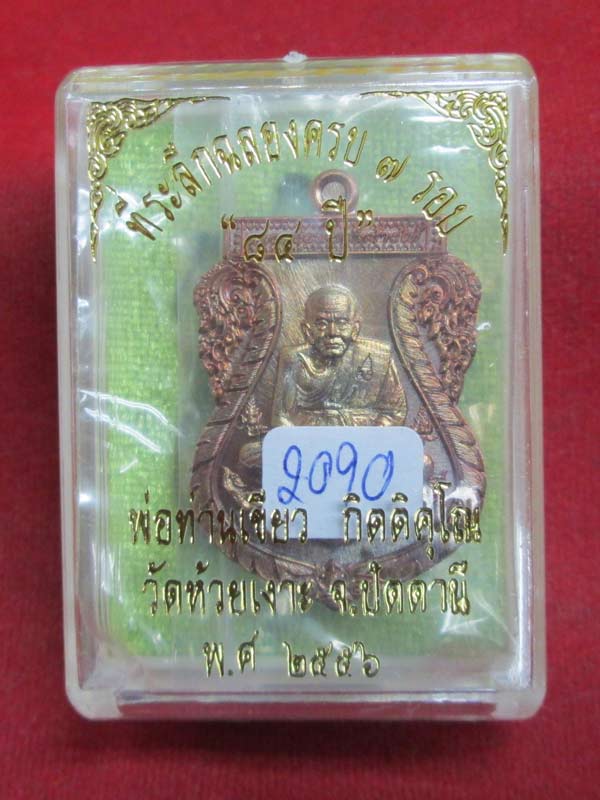 ที่ระลึกฉลองครบ ๗ รอบ
"๘๔ ปี"
2090
พ่อท่านเขียว กิตติคุโณ
วัดห้วยเงาะ จ.ปัตตานี
พ.ศ ๒๕๕๖